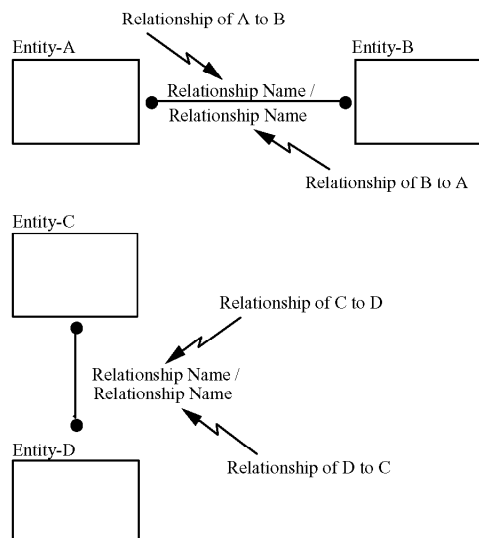 Relationship of A to B
Entity-A
Entity-B
Relationship Name /
Relationship Name
Relationship of B to A
Entity-C
Relationship of C to D
Relationship Name /
Relationship Name
Entity-D
Relationship of D to C